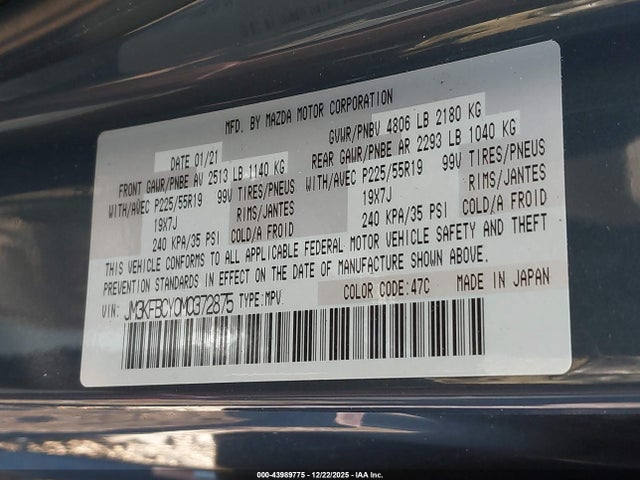 MFD. BY MAZDA MOTOR CORPORATION
DATE 01/21 GVWR/PNBV 4806 LB 2180 KG
FRONT GAWR/PNBE AV 2513 LB 1140 KG REAR GAWR/PNBE AR 2293 LB 1040 KG
WITH/AVEC P225/55R19 99V TIRES/PNEUS WITH/AVEC P225/55R19 99V TIRES/PNEUS
19X7J RIMS/JANTES 19X7J RIMS/JANTES
240 KPA/35 PSI COLD/A FROID 240 KPA/35 PSI COLD/A FROID
THIS VEHICLE CONFORMS TO ALL APPLICABLE FEDERAL MOTOR VEHICLE SAFETY AND THEFT
PREVENTION STANDARDS IN EFFECT ON THE DATE OF MANUFACTURE SHOWN ABOVE.
VIN: JM3KFBCY0M0372875 TYPE:MPV COLOR CODE:47C MADE IN JAPAN
000-43989775 - 12/22/2025 - IAA Inc.